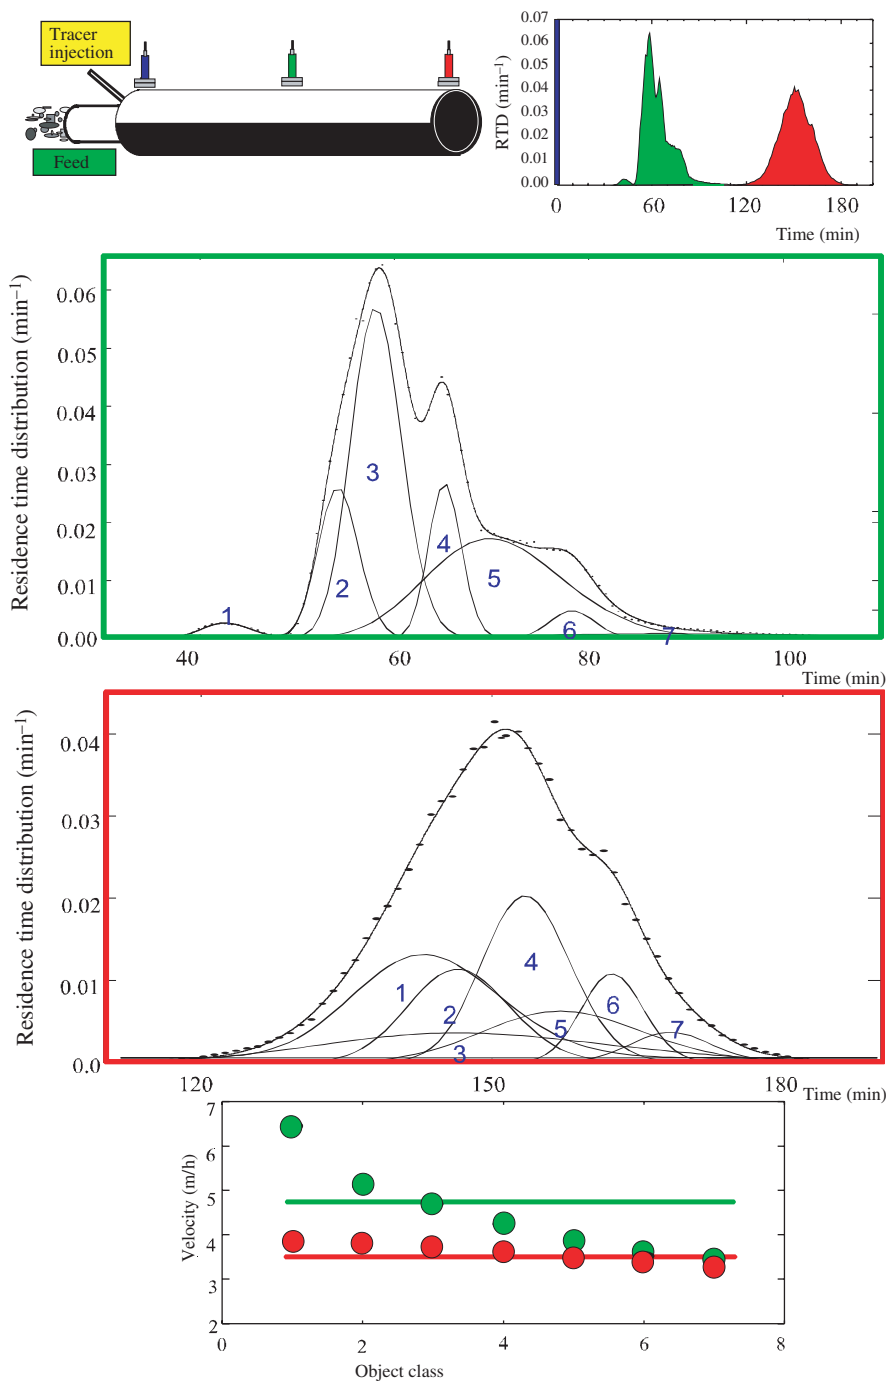 Tracer
injection
Feed
RTD (min⁻¹)
0.07
0.06
0.05
0.04
0.03
0.02
0.01
0.00
0 60 120 180
Time (min)
Residence time distribution (min⁻¹)
0.06
0.05
0.04
0.03
0.02
0.01
0.00
1
2
3
4
5
6
7
40 60 80 100
Time (min)
Residence time distribution (min⁻¹)
0.04
0.03
0.02
0.01
0.0
1
2
3
4
5
6
7
120 150 180
Time (min)
Velocity (m/h)
7
6
5
4
3
2
0 2 4 6 8
Object class